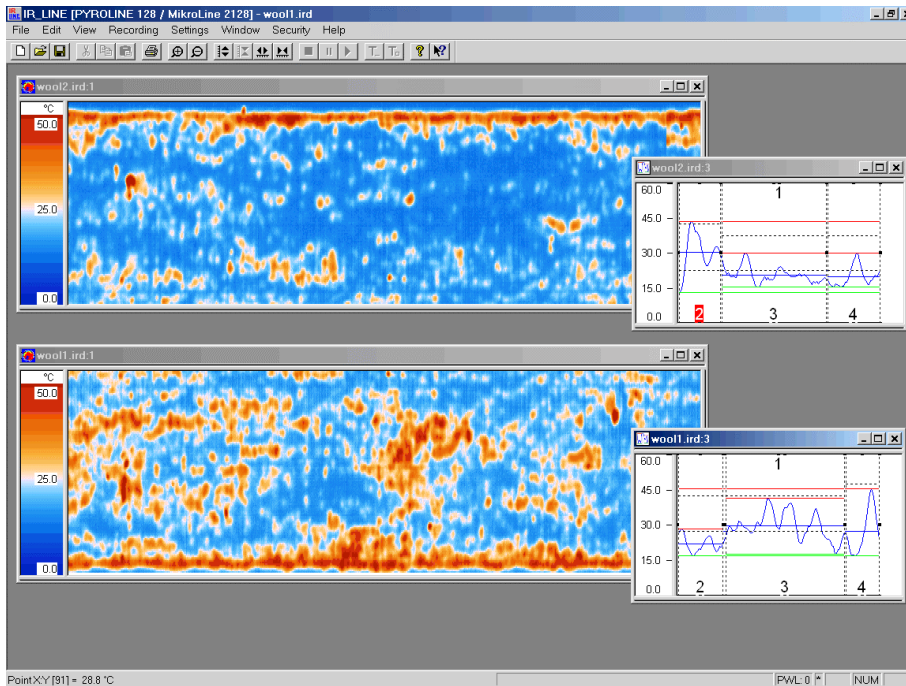 IR_LINE [PYROLINE 128 / MikroLine 2128] - wool1.ird
File Edit View Recording Settings Window Security Help
wool2.ird:1
°C
50.0
25.0
0.0
wool2.ird:3
60.0
45.0
30.0
15.0
0.0
1
2 3 4
wool1.ird:1
°C
50.0
25.0
0.0
wool1.ird:3
60.0
45.0
30.0
15.0
0.0
1
2 3 4
Point X:Y [91] = 28.8 °C PWL: 0 * NUM